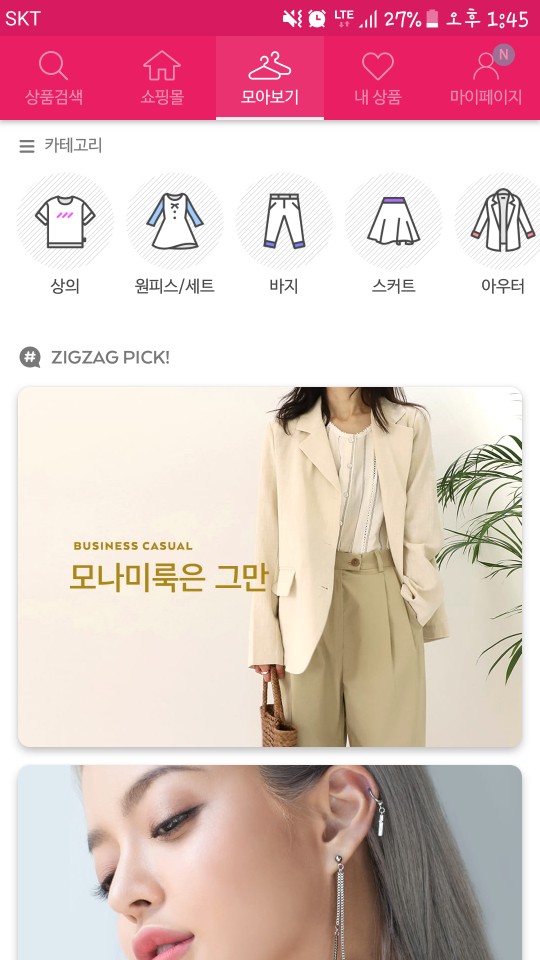 SKT LTE 27% 오후 1:45
N
상품검색 쇼핑몰 모아보기 내 상품 마이페이지
카테고리
상의 원피스/세트 바지 스커트 아우터
# ZIGZAG PICK!
BUSINESS CASUAL
모나미룩은 그만